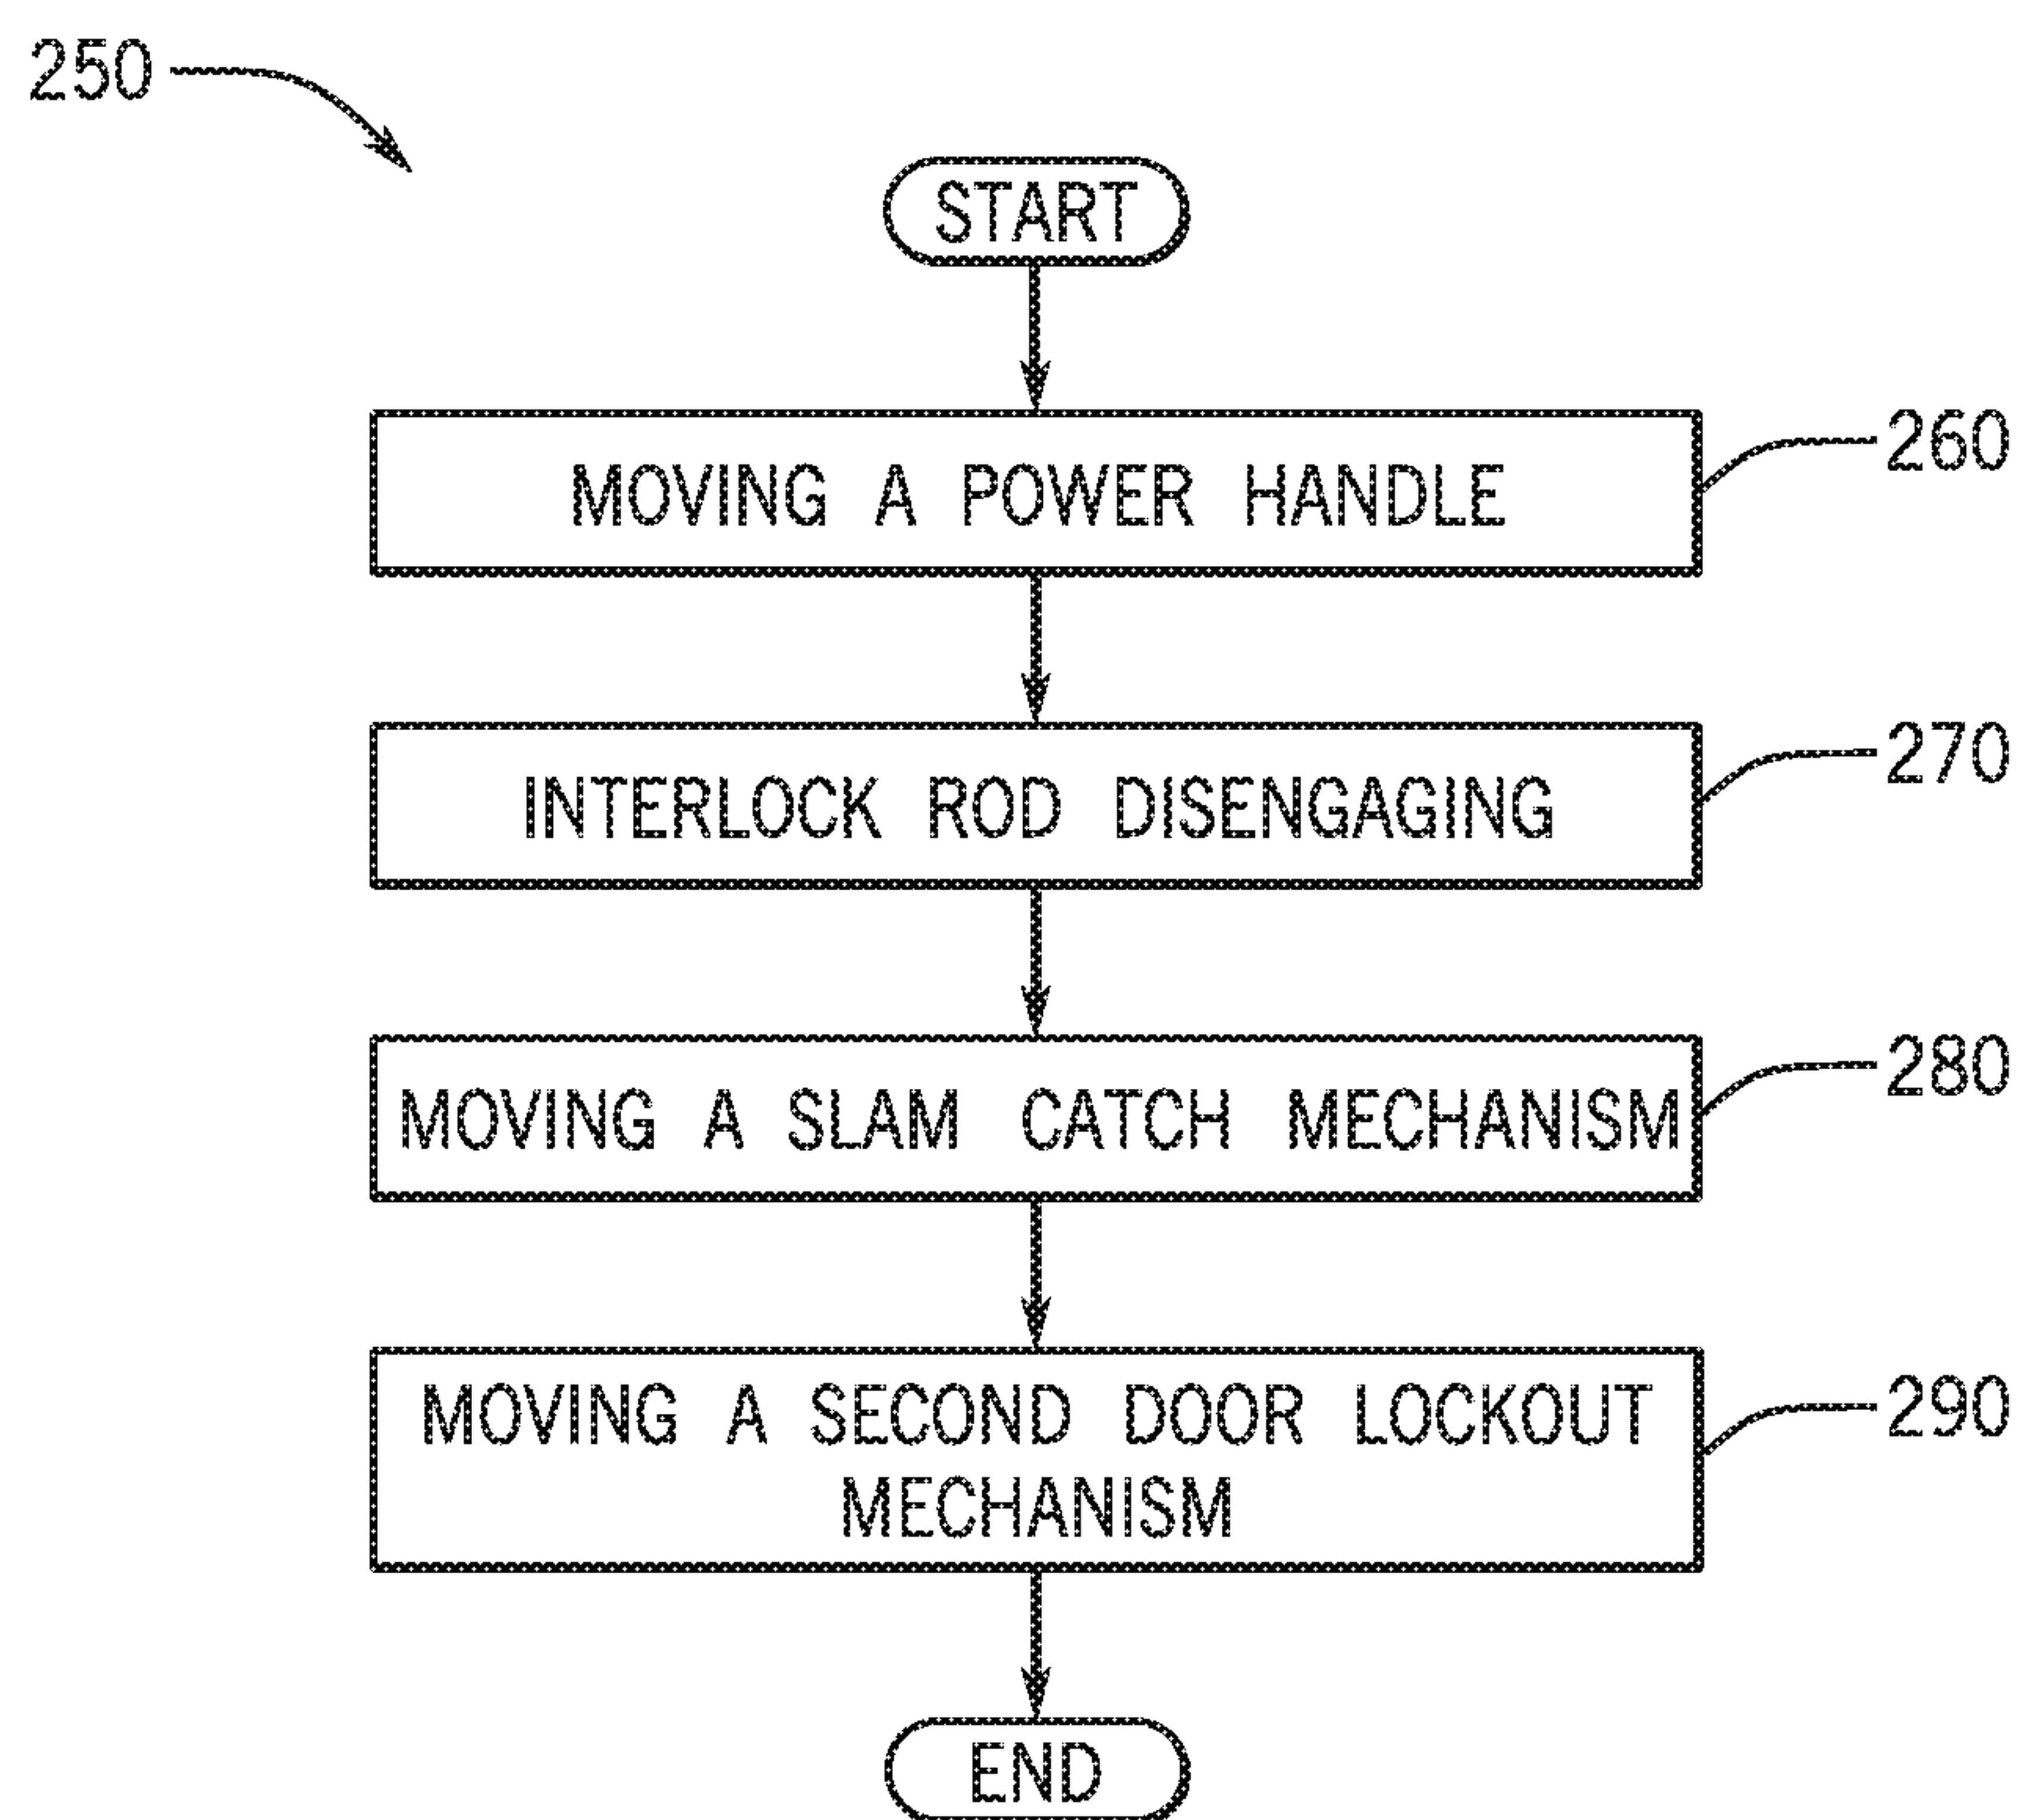 250
START
MOVING A POWER HANDLE
260
INTERLOCK ROD DISENGAGING
270
MOVING A SLAM CATCH MECHANISM
280
MOVING A SECOND DOOR LOCKOUT
MECHANISM
290
END